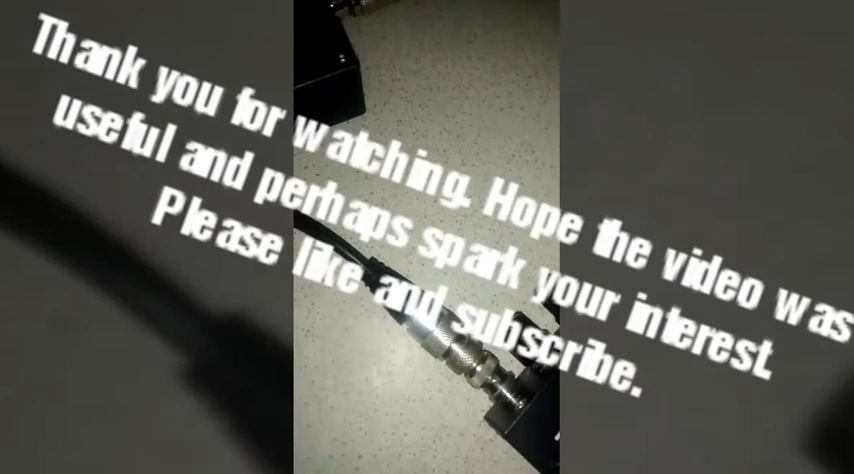 Thank you for watching. Hope the video was
useful and perhaps spark your interest.
Please like and subscribe.